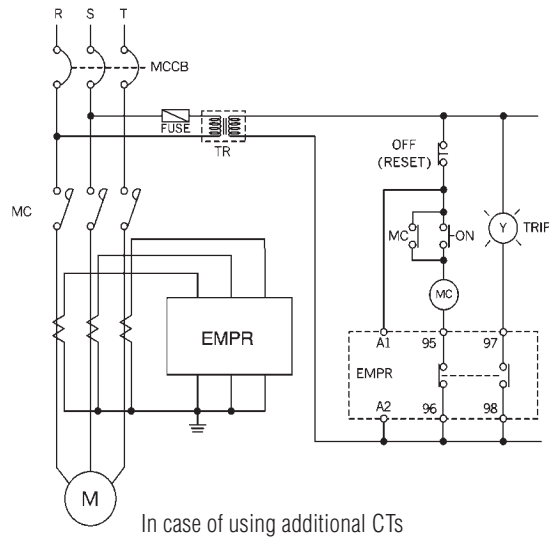 R S T
MCCB
FUSE
TR
OFF
(RESET)
MC
MC
ON
Y
TRIP
MC
A1 95 97
EMPR
EMPR
A2 96 98
M
In case of using additional CTs